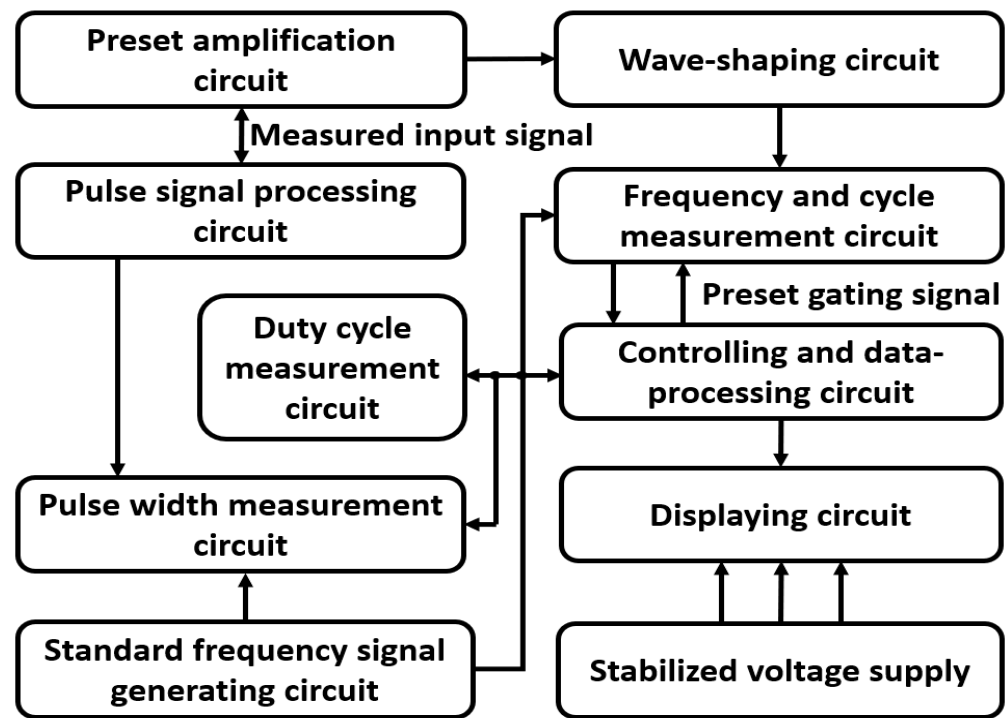 Preset amplification
circuit
Wave-shaping circuit
Measured input signal
Pulse signal processing
circuit
Frequency and cycle
measurement circuit
Preset gating signal
Duty cycle
measurement
circuit
Controlling and data-
processing circuit
Pulse width measurement
circuit
Displaying circuit
Standard frequency signal
generating circuit
Stabilized voltage supply